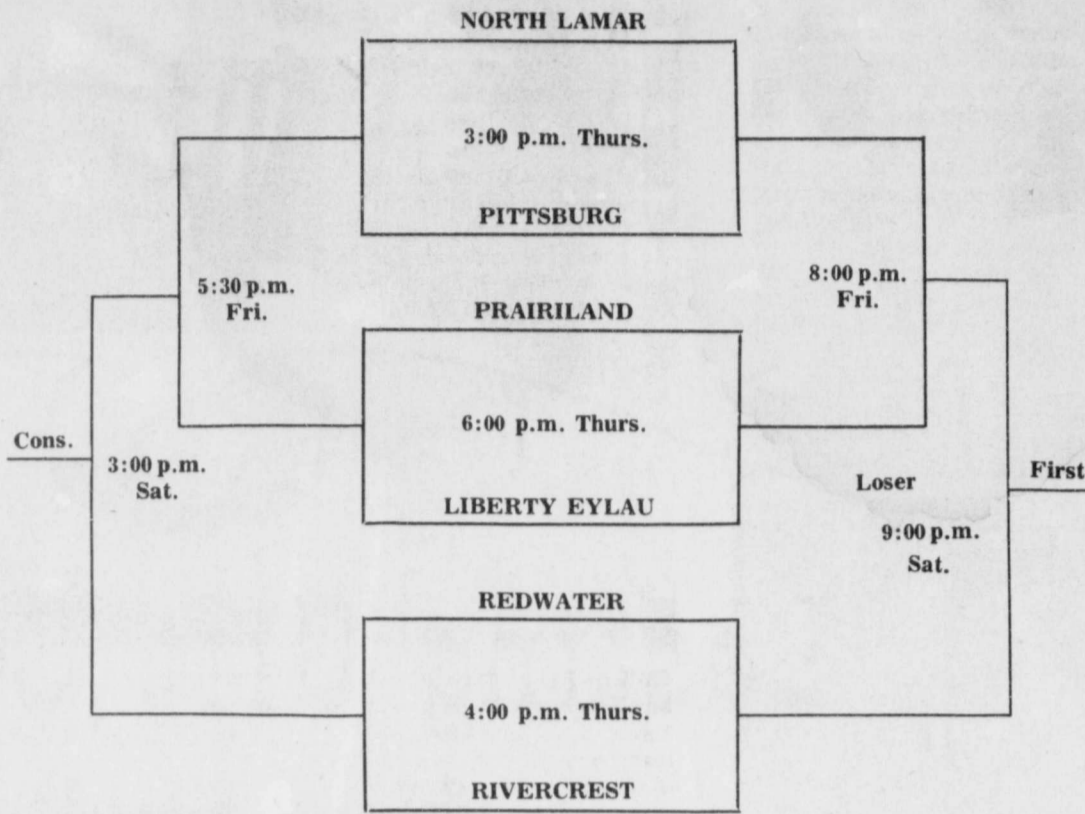 NORTH LAMAR
3:00 p.m. Thurs.
PITTSBURG
5:30 p.m.
Fri.
8:00 p.m.
Fri.
PRAIRILAND
6:00 p.m. Thurs.
LIBERTY EYLAU
Cons.
3:00 p.m.
Sat.
Loser
First
9:00 p.m.
Sat.
REDWATER
4:00 p.m. Thurs.
RIVERCREST